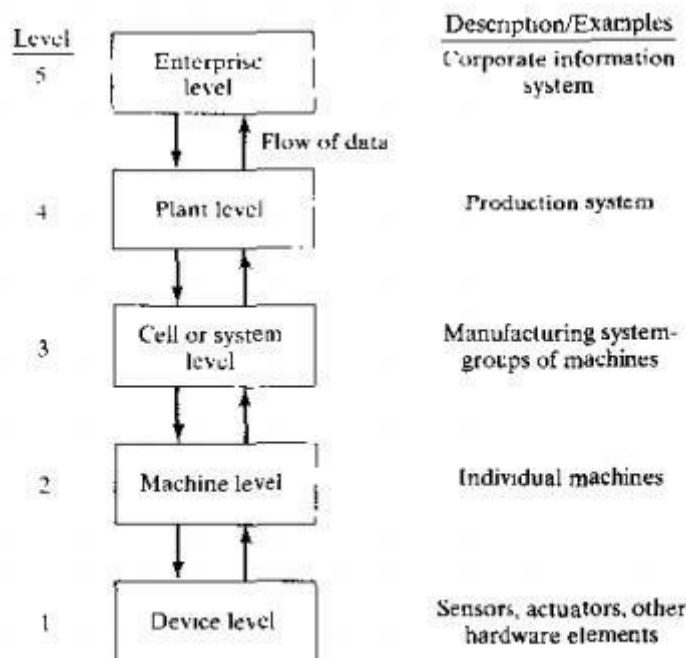 Level
Description/Examples
5
Enterprise
level
Corporate information
system
Flow of data
4
Plant level
Production system
3
Cell or system
level
Manufacturing system-
groups of machines
2
Machine level
Individual machines
1
Device level
Sensors, actuators, other
hardware elements